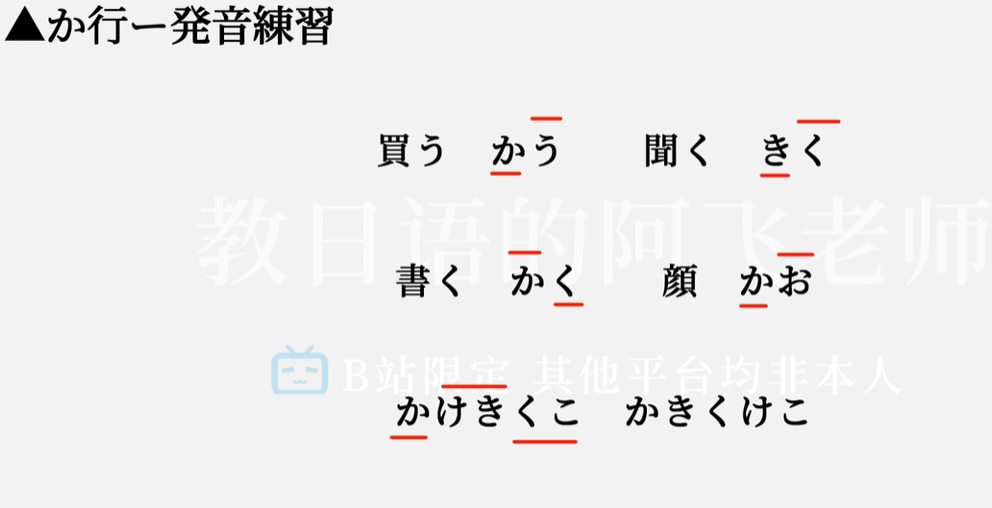 ▲か行ー発音練習
買う かう 聞く きく
教日语的阿飞老师
書く かく 顔 かお
B站限定 其他平台均非本人
かけきくこ かきくけこ